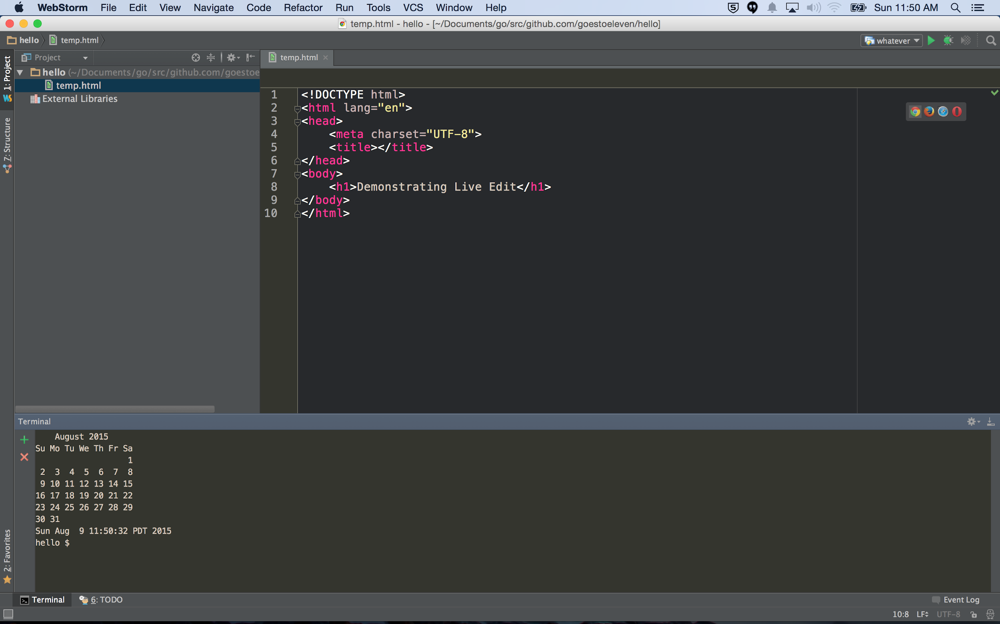 WebStorm File Edit View Navigate Code Refactor Run Tools VCS Window Help Sun 11:50 AM
temp.html - hello - [~/Documents/go/src/github.com/goestoeleven/hello]
hello temp.html whatever
1: Project
WS
7: Structure
2: Favorites
Project
hello (~/Documents/go/src/github.com/goestoe
temp.html
External Libraries
temp.html
1 <!DOCTYPE html>
2 <html lang="en">
3 <head>
4     <meta charset="UTF-8">
5     <title></title>
6 </head>
7 <body>
8     <h1>Demonstrating Live Edit</h1>
9 </body>
10 </html>
Terminal
    August 2015
Su Mo Tu We Th Fr Sa
                   1
 2  3  4  5  6  7  8
 9 10 11 12 13 14 15
16 17 18 19 20 21 22
23 24 25 26 27 28 29
30 31
Sun Aug  9 11:50:32 PDT 2015
hello $
Terminal 6: TODO Event Log
10:8 LF UTF-8